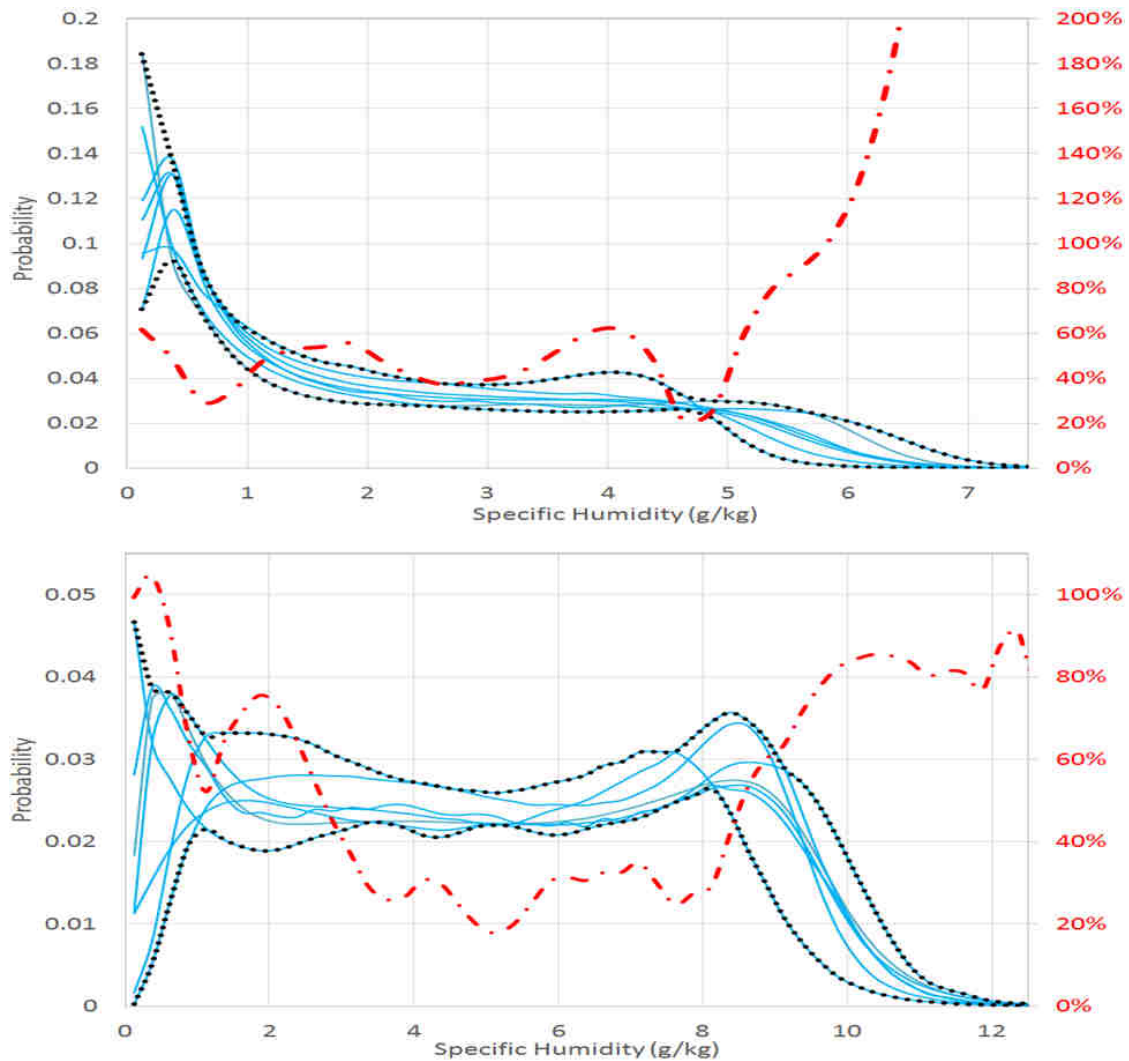 0.2 200%
0.18 180%
0.16 160%
0.14 140%
0.12 120%
0.1 100%
0.08 80%
0.06 60%
0.04 40%
0.02 20%
0 0%
Probability
0 1 2 3 4 5 6 7
Specific Humidity (g/kg)
0.05 100%
0.04 80%
0.03 60%
0.02 40%
0.01 20%
0 0%
Probability
0 2 4 6 8 10 12
Specific Humidity (g/kg)